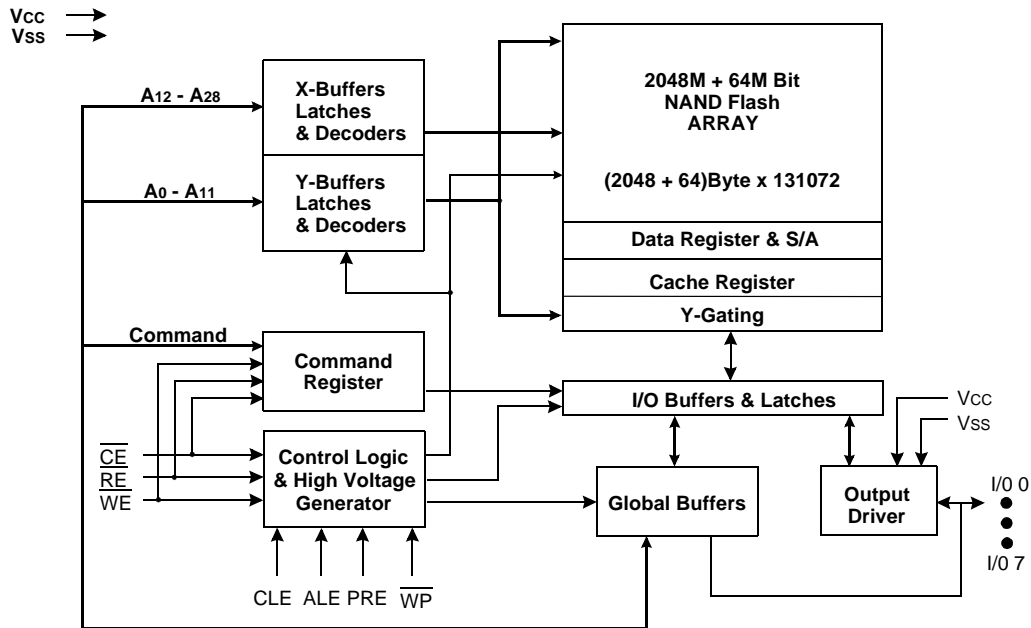 VCC
VSS
A12 - A28
X-Buffers
Latches
& Decoders
A0 - A11
Y-Buffers
Latches
& Decoders
2048M + 64M Bit
NAND Flash
ARRAY
(2048 + 64)Byte x 131072
Data Register & S/A
Cache Register
Y-Gating
Command
Command
Register
I/O Buffers & Latches
VCC
VSS
CE
RE
WE
Control Logic
& High Voltage
Generator
Global Buffers
Output
Driver
I/0 0
I/0 7
CLE ALE PRE WP